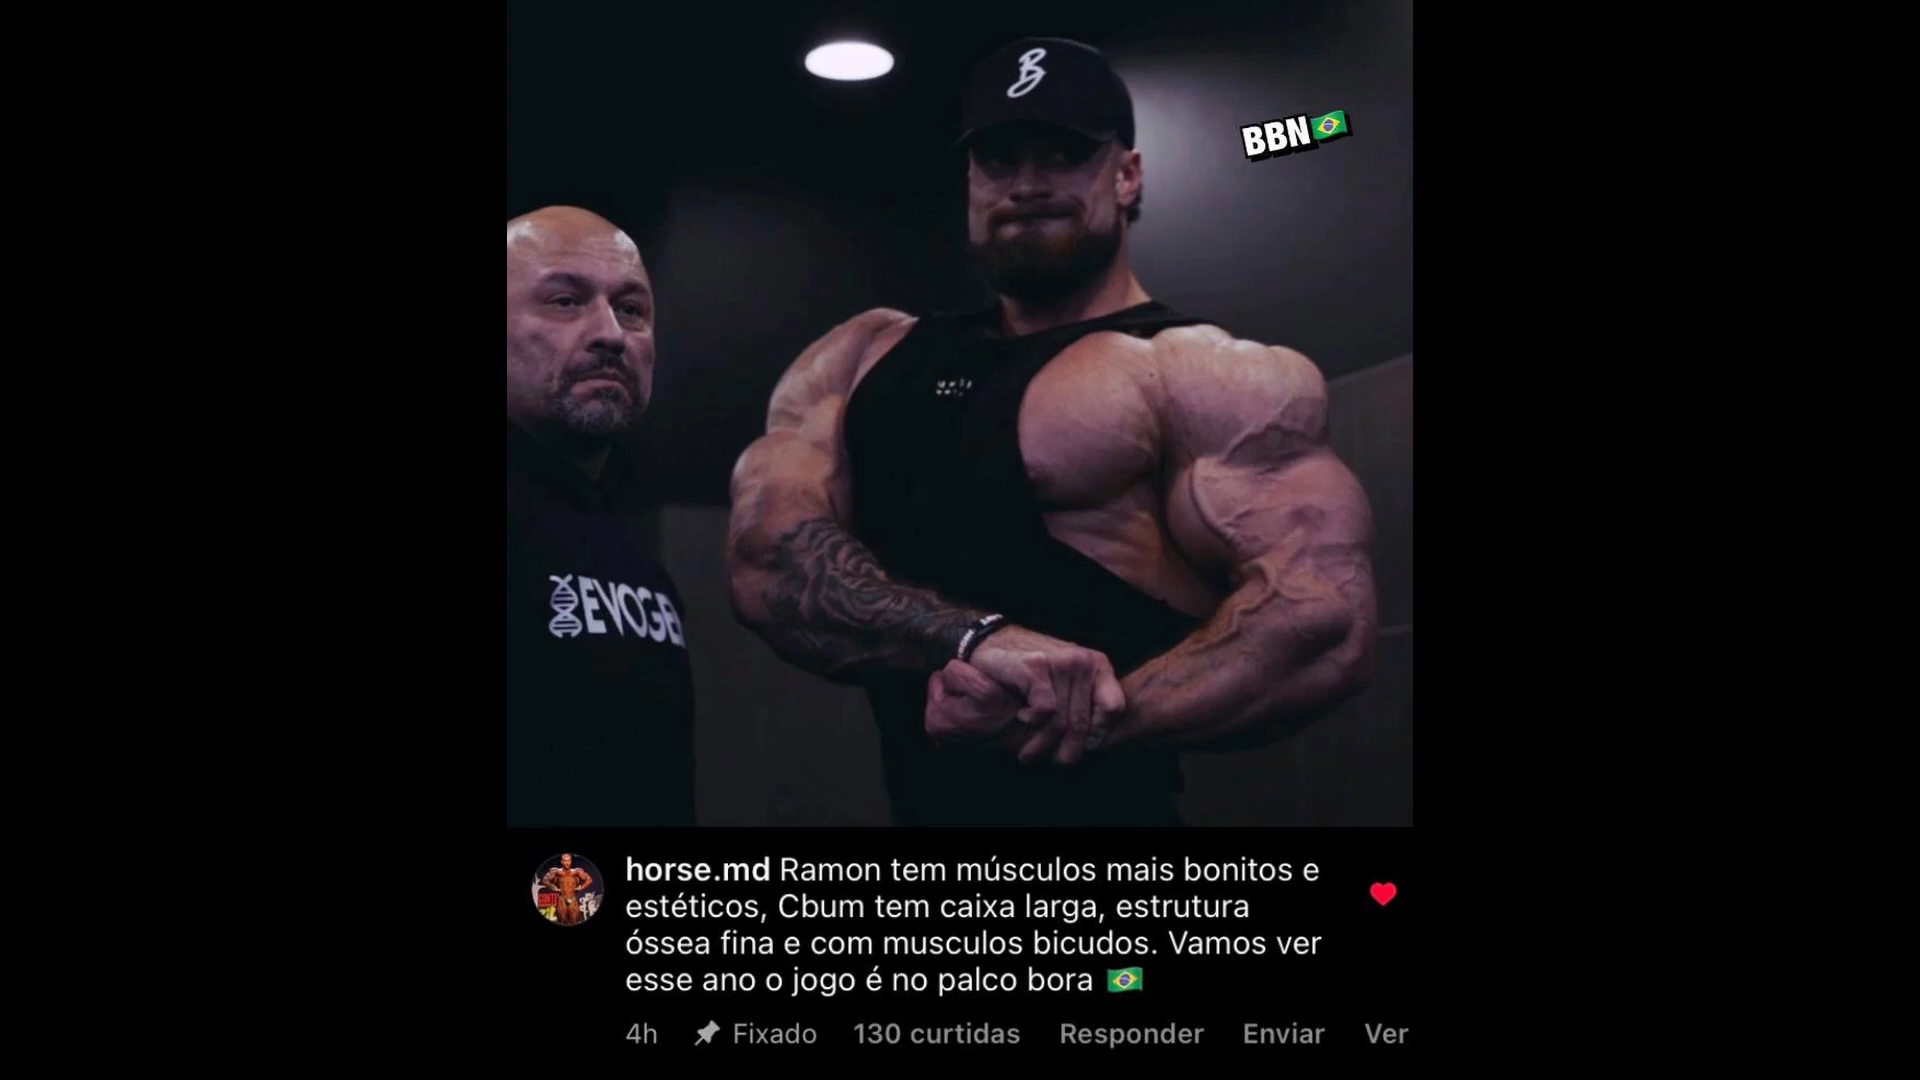 BBN🇧🇷
EVOGE
horse.md Ramon tem músculos mais bonitos e
estéticos, Cbum tem caixa larga, estrutura
óssea fina e com musculos bicudos. Vamos ver
esse ano o jogo é no palco bora 🇧🇷
4h Fixado 130 curtidas Responder Enviar Ver